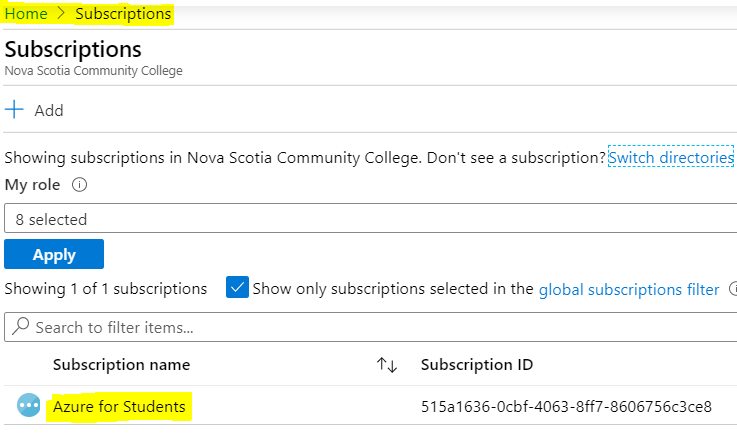 Home > Subscriptions
Subscriptions
Nova Scotia Community College
+ Add
Showing subscriptions in Nova Scotia Community College. Don't see a subscription? Switch directories
My role
8 selected
Apply
Showing 1 of 1 subscriptions Show only subscriptions selected in the global subscriptions filter
Search to filter items...
Subscription name Subscription ID
Azure for Students 515a1636-0cbf-4063-8ff7-8606756c3ce8